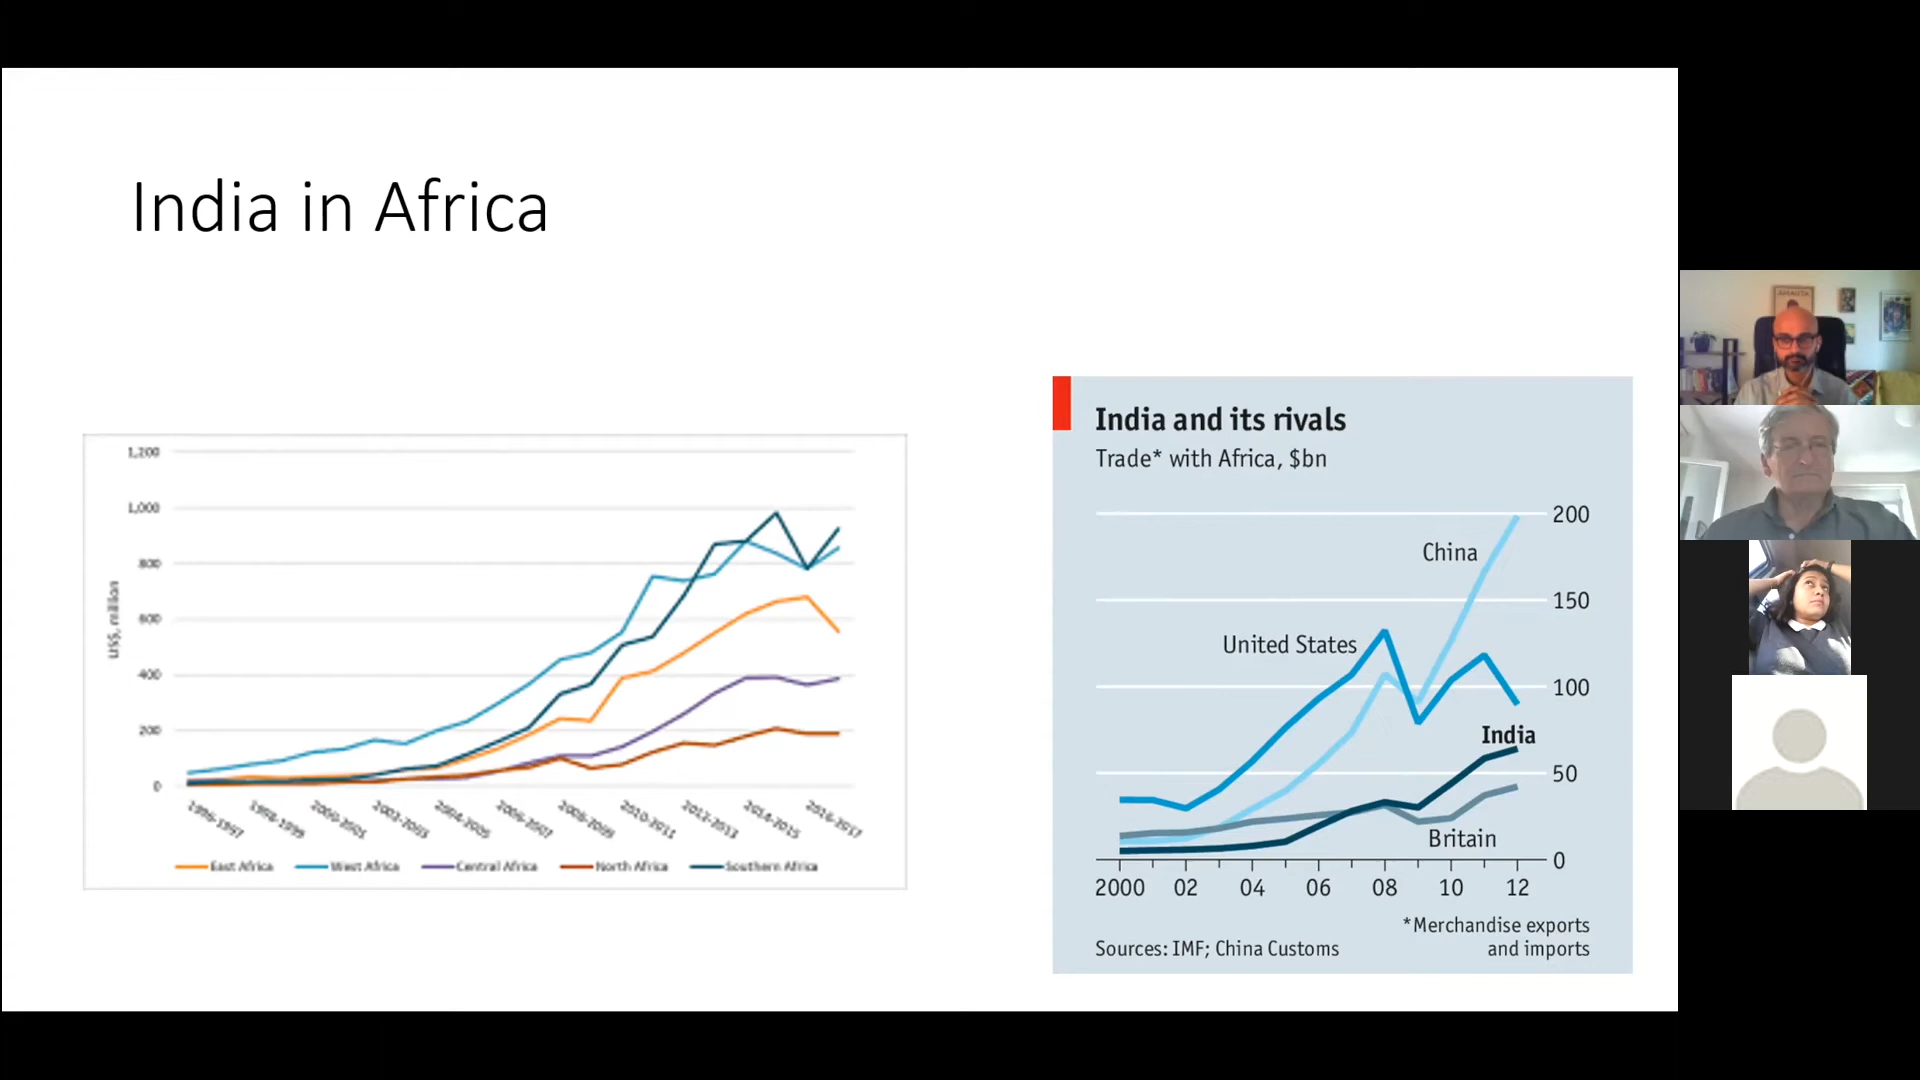 India in Africa
1,200
1,000
800
600
400
200
0
US$, million
1996-1997
1998-1999
2000-2001
2002-2003
2004-2005
2006-2007
2008-2009
2010-2011
2012-2013
2014-2015
2016-2017
East Africa
West Africa
Central Africa
North Africa
Southern Africa
India and its rivals
Trade* with Africa, $bn
200
China
150
United States
100
India
50
Britain
0
2000 02 04 06 08 10 12
*Merchandise exports
and imports
Sources: IMF; China Customs